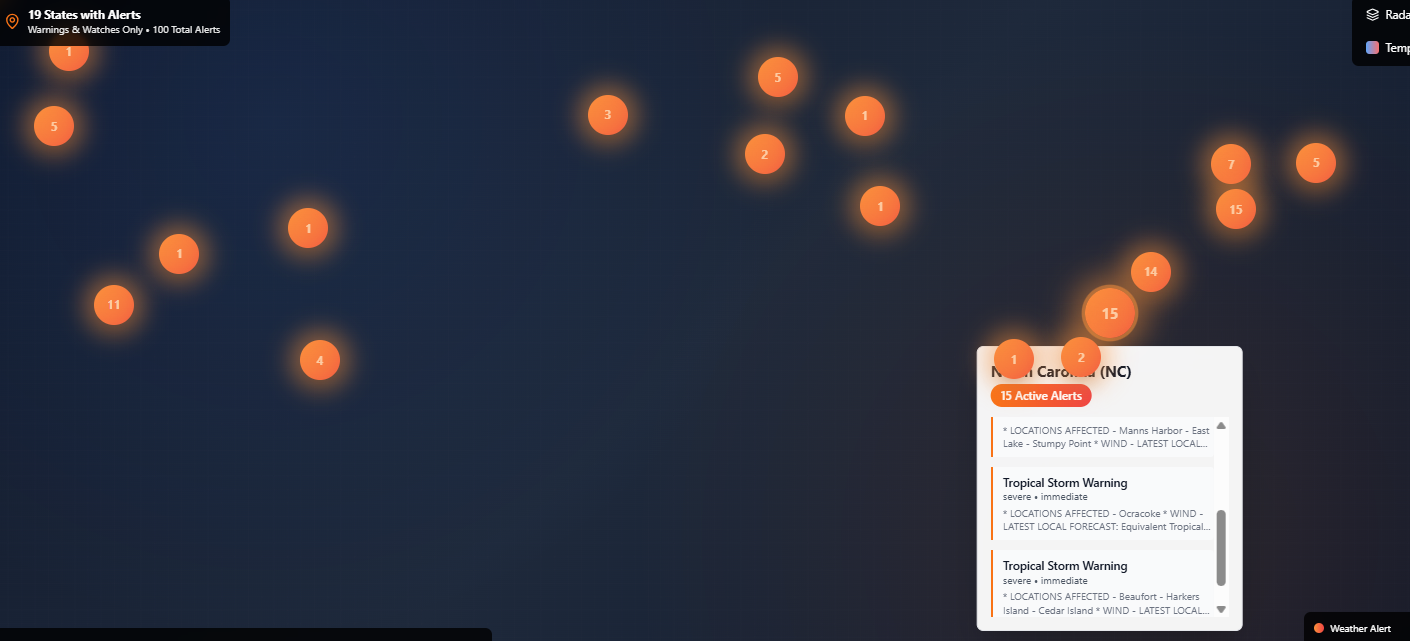 19 States with Alerts
Warnings & Watches Only • 100 Total Alerts
1
5
3
5
2
1
1
7
5
15
1
1
11
4
14
15
1
2
Carolina (NC)
15 Active Alerts
* LOCATIONS AFFECTED - Manns Harbor - East
Lake - Stumpy Point * WIND - LATEST LOCAL...
Tropical Storm Warning
severe • immediate
* LOCATIONS AFFECTED - Ocracoke * WIND -
LATEST LOCAL FORECAST: Equivalent Tropical...
Tropical Storm Warning
severe • immediate
* LOCATIONS AFFECTED - Beaufort - Harkers
Island - Cedar Island * WIND - LATEST LOCAL...
Rada
Temp
Weather Alert